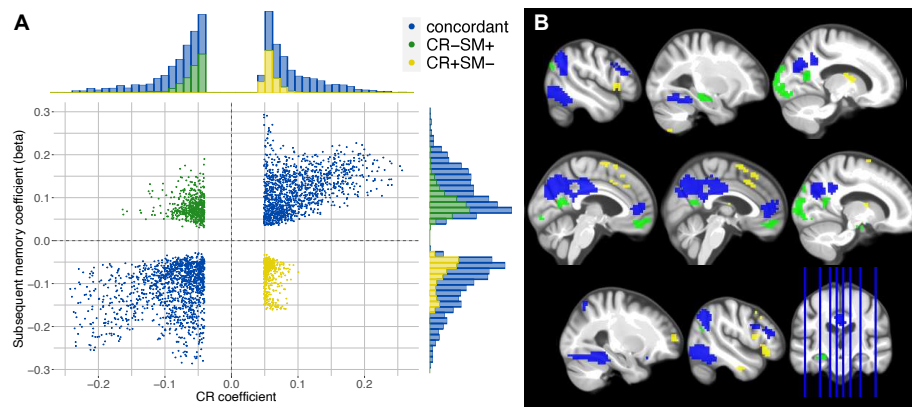 A
concordant
CR−SM+
CR+SM−
Subsequent memory coefficient (beta)
0.3
0.2
0.1
0.0
−0.1
−0.2
−0.3
−0.2
−0.1
0.0
0.1
0.2
CR coefficient
B